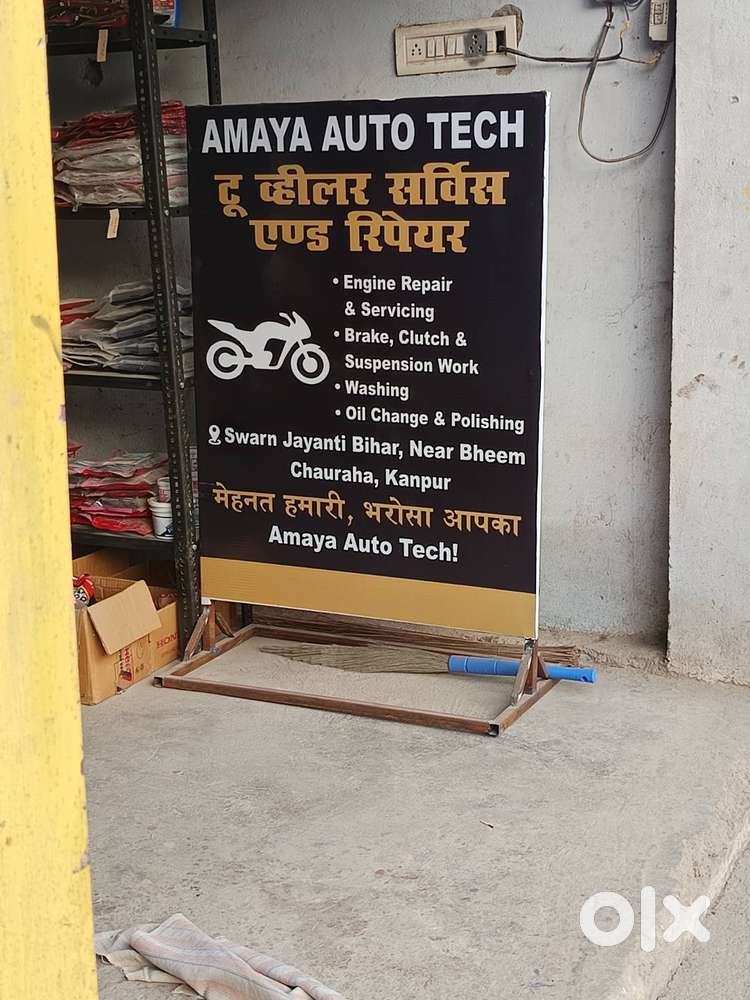 AMAYA AUTO TECH
टू व्हीलर सर्विस
एण्ड रिपेयर
• Engine Repair
& Servicing
• Brake, Clutch &
Suspension Work
• Washing
• Oil Change & Polishing
Swarn Jayanti Bihar, Near Bheem
Chauraha, Kanpur
मेहनत हमारी, भरोसा आपका
Amaya Auto Tech!
HONDA
olx